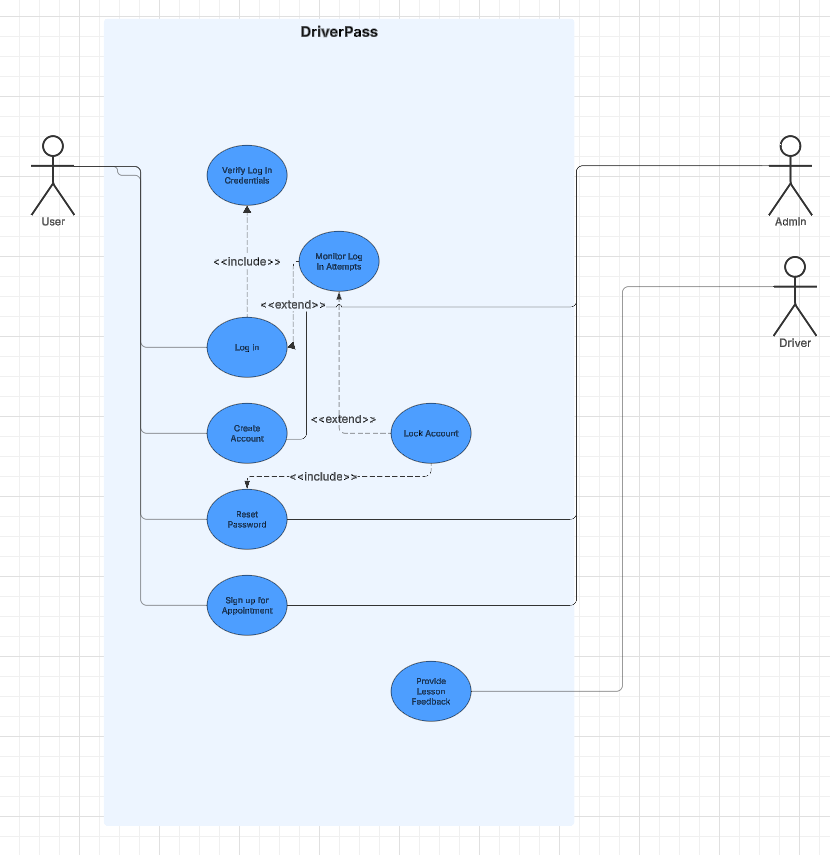 DriverPass
Verify Log In
Credentials
User
Admin
<<include>>
Monitor Log
In Attempts
<<extend>>
Driver
Log In
<<extend>>
Create
Account
Lock Account
<<include>>
Reset
Password
Sign up for
Appointment
Provide
Lesson
Feedback